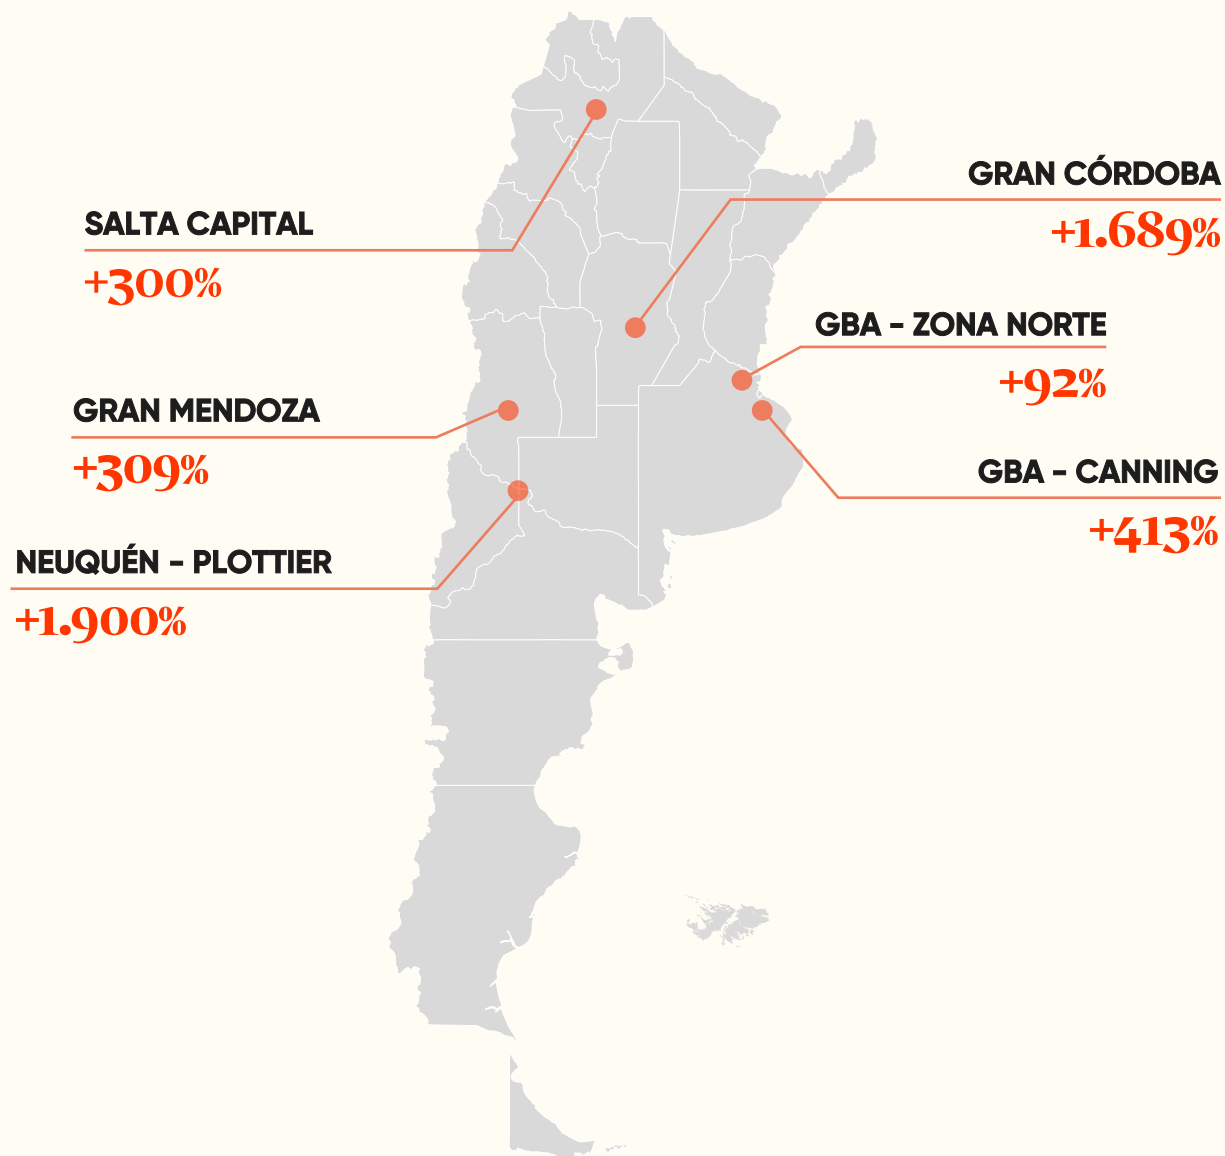 GRAN CÓRDOBA
+1.689%
SALTA CAPITAL
+300%
GBA - ZONA NORTE
+92%
GRAN MENDOZA
+309%
GBA - CANNING
+413%
NEUQUÉN - PLOTTIER
+1.900%